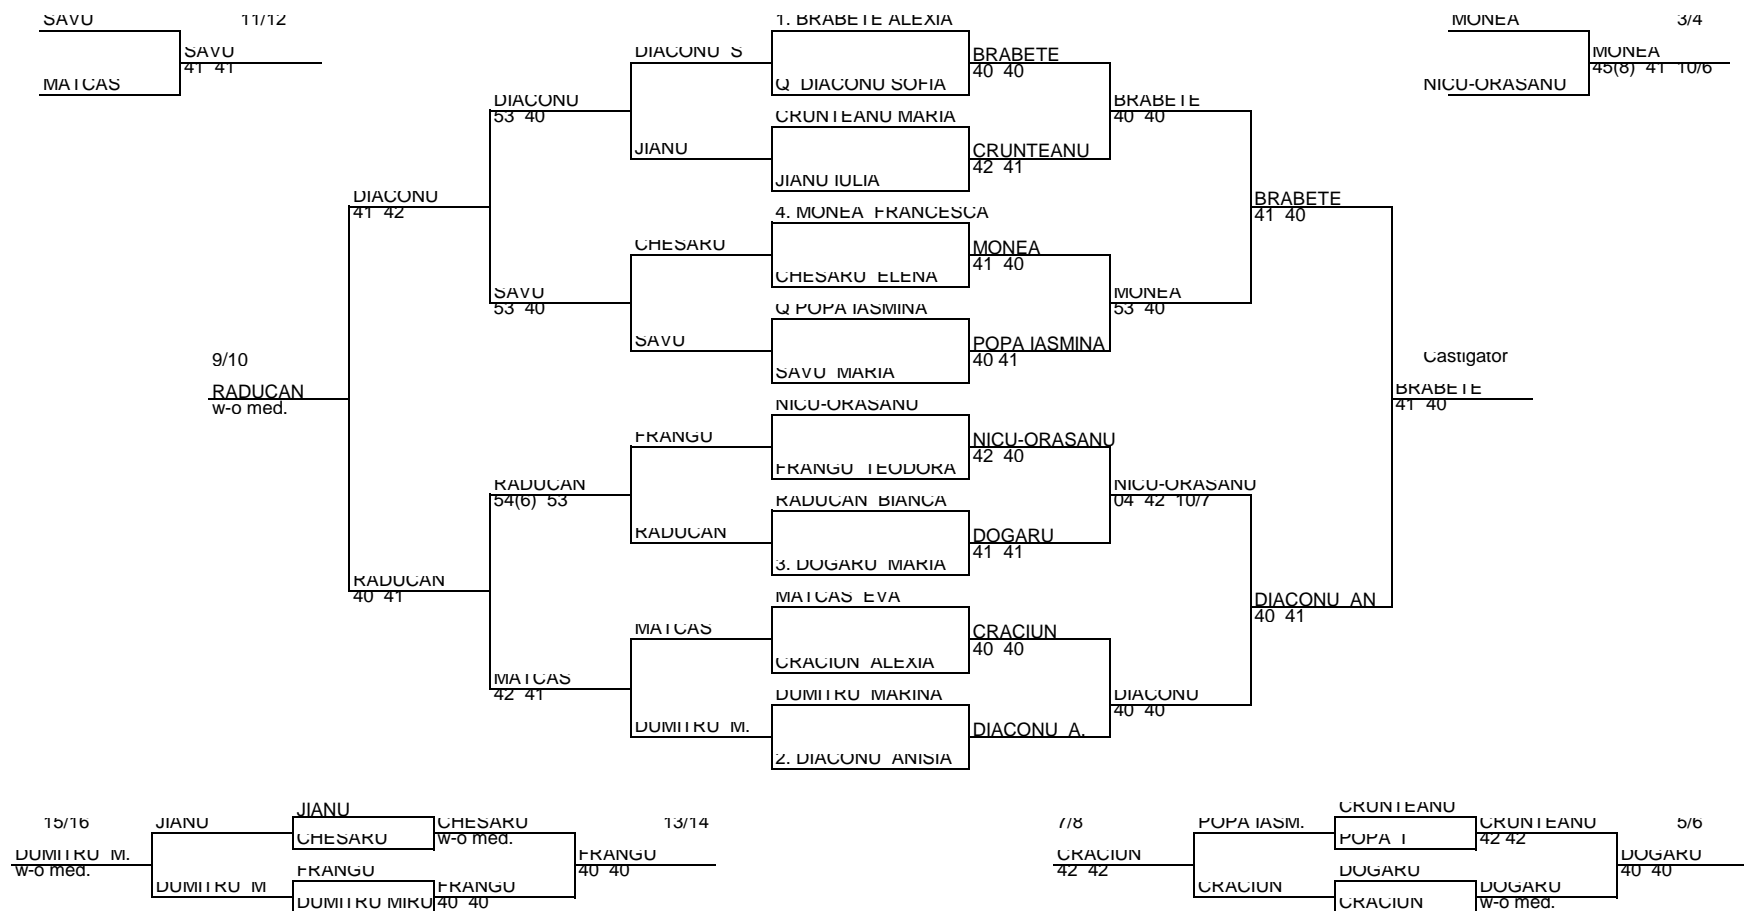 SAVU
11/12
SAVU
41 41
MATCAS
MONEA
3/4
MONEA
45(8) 41 10/6
NICU-ORASANU
1. BRABETE ALEXIA
DIACONU S
BRABETE
40 40
Q DIACONU SOFIA
DIACONU
53 40
BRABETE
40 40
CRUNTEANU MARIA
JIANU
CRUNTEANU
42 41
JIANU IULIA
DIACONU
41 42
BRABETE
41 40
4. MONEA FRANCESCA
CHESARU
MONEA
41 40
CHESARU ELENA
SAVU
53 40
MONEA
53 40
Q POPA IASMINA
SAVU
POPA IASMINA
40 41
SAVU MARIA
9/10
RADUCAN
w-o med.
Castigator
BRABETE
41 40
NICU-ORASANU
FRANGU
NICU-ORASANU
42 40
FRANGU TEODORA
RADUCAN
54(6) 53
NICU-ORASANU
04 42 10/7
RADUCAN BIANCA
RADUCAN
DOGARU
41 41
3. DOGARU MARIA
RADUCAN
40 41
DIACONU AN
40 41
MATCAS EVA
MATCAS
CRACIUN
40 40
CRACIUN ALEXIA
MATCAS
42 41
DIACONU
40 40
DUMITRU MARINA
DUMITRU M.
DIACONU A.
2. DIACONU ANISIA
15/16
JIANU
JIANU
CHESARU
w-o med.
13/14
CHESARU
DUMITRU M.
w-o med.
FRANGU
40 40
FRANGU
DUMITRU M
FRANGU
40 40
DUMITRU MIRU
7/8
POPA IASM.
CRUNTEANU
CRUNTEANU
42 42
5/6
POPA I
CRACIUN
42 42
DOGARU
40 40
DOGARU
CRACIUN
DOGARU
w-o med.
CRACIUN